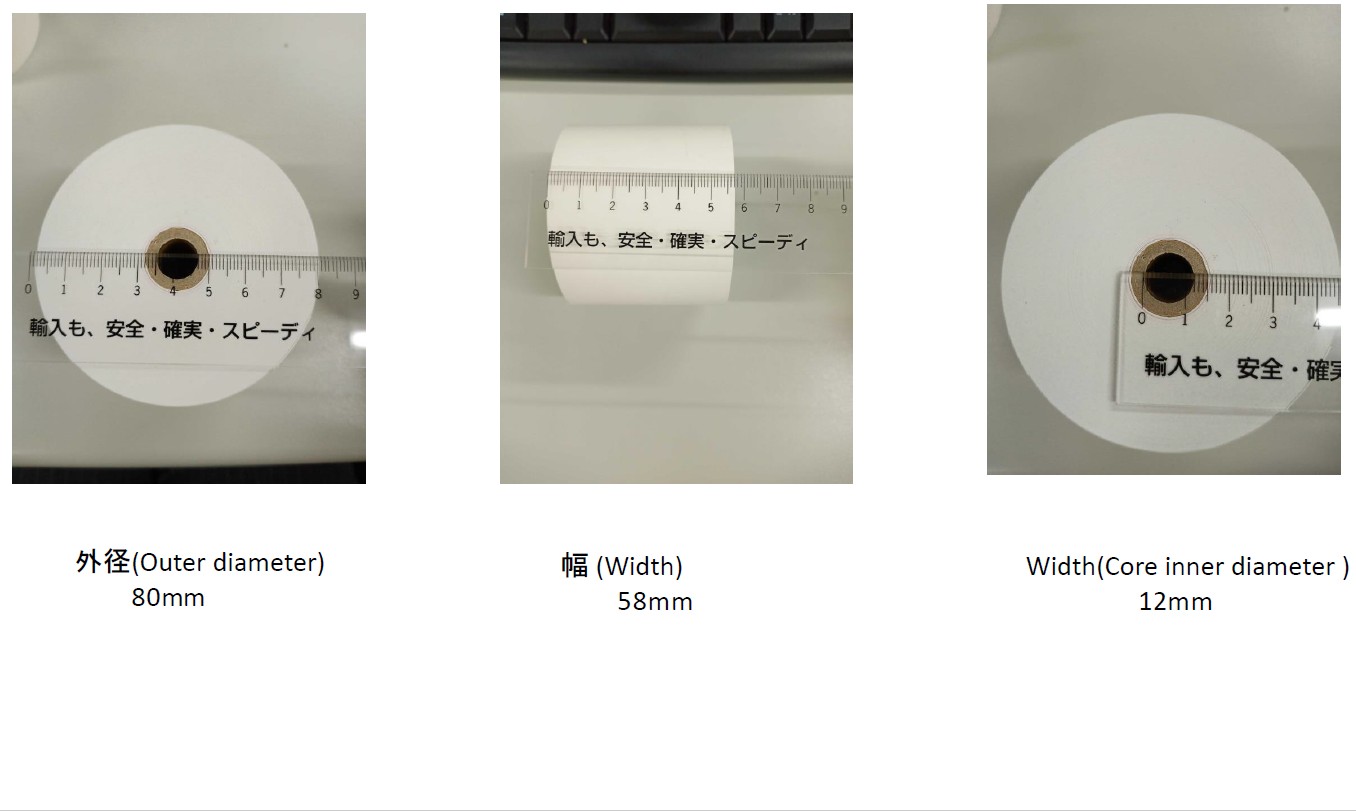 0 1 2 3 4 5 6 7 8 9
輸入も、安全・確実・スピーディ
0 1 2 3 4 5 6 7 8 9
輸入も、安全・確実・スピーディ
0 1 2 3 4
輸入も、安全・確実
外径(Outer diameter)
80mm
幅 (Width)
58mm
Width(Core inner diameter )
12mm